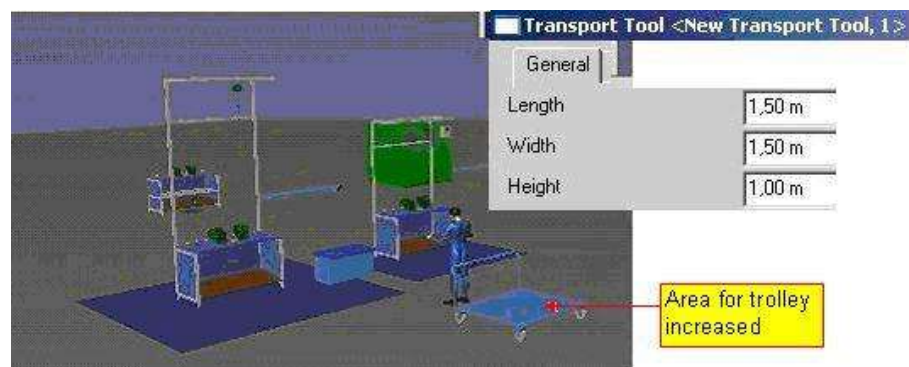 Transport Tool <New Transport Tool, 1>
General
Length 1,50 m
Width 1,50 m
Height 1,00 m
Area for trolley
increased